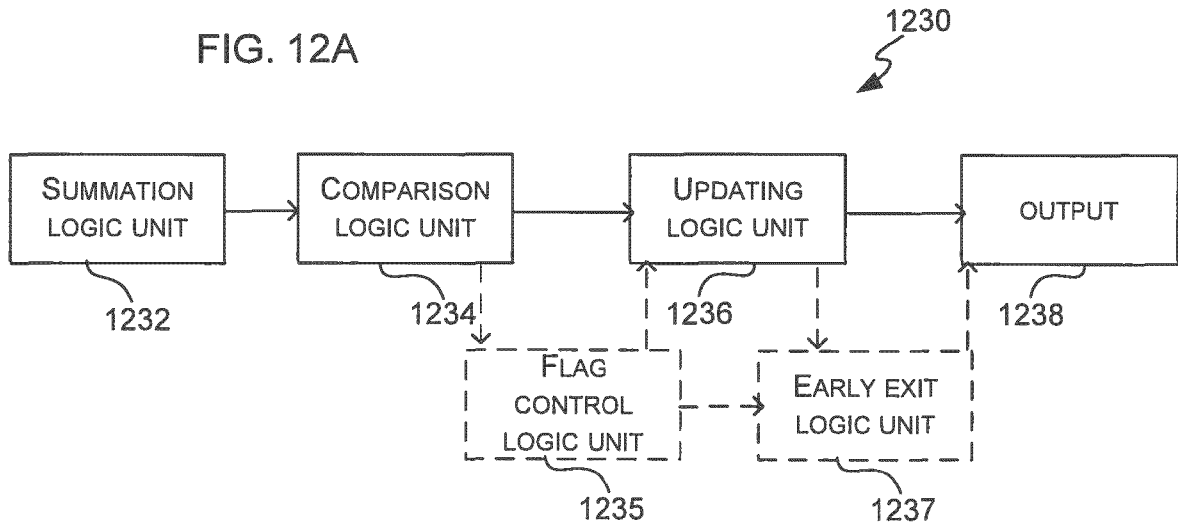 FIG. 12A
1230
SUMMATION
LOGIC UNIT
COMPARISON
LOGIC UNIT
UPDATING
LOGIC UNIT
OUTPUT
1232
1234
1236
1238
FLAG
CONTROL
LOGIC UNIT
EARLY EXIT
LOGIC UNIT
1235
1237